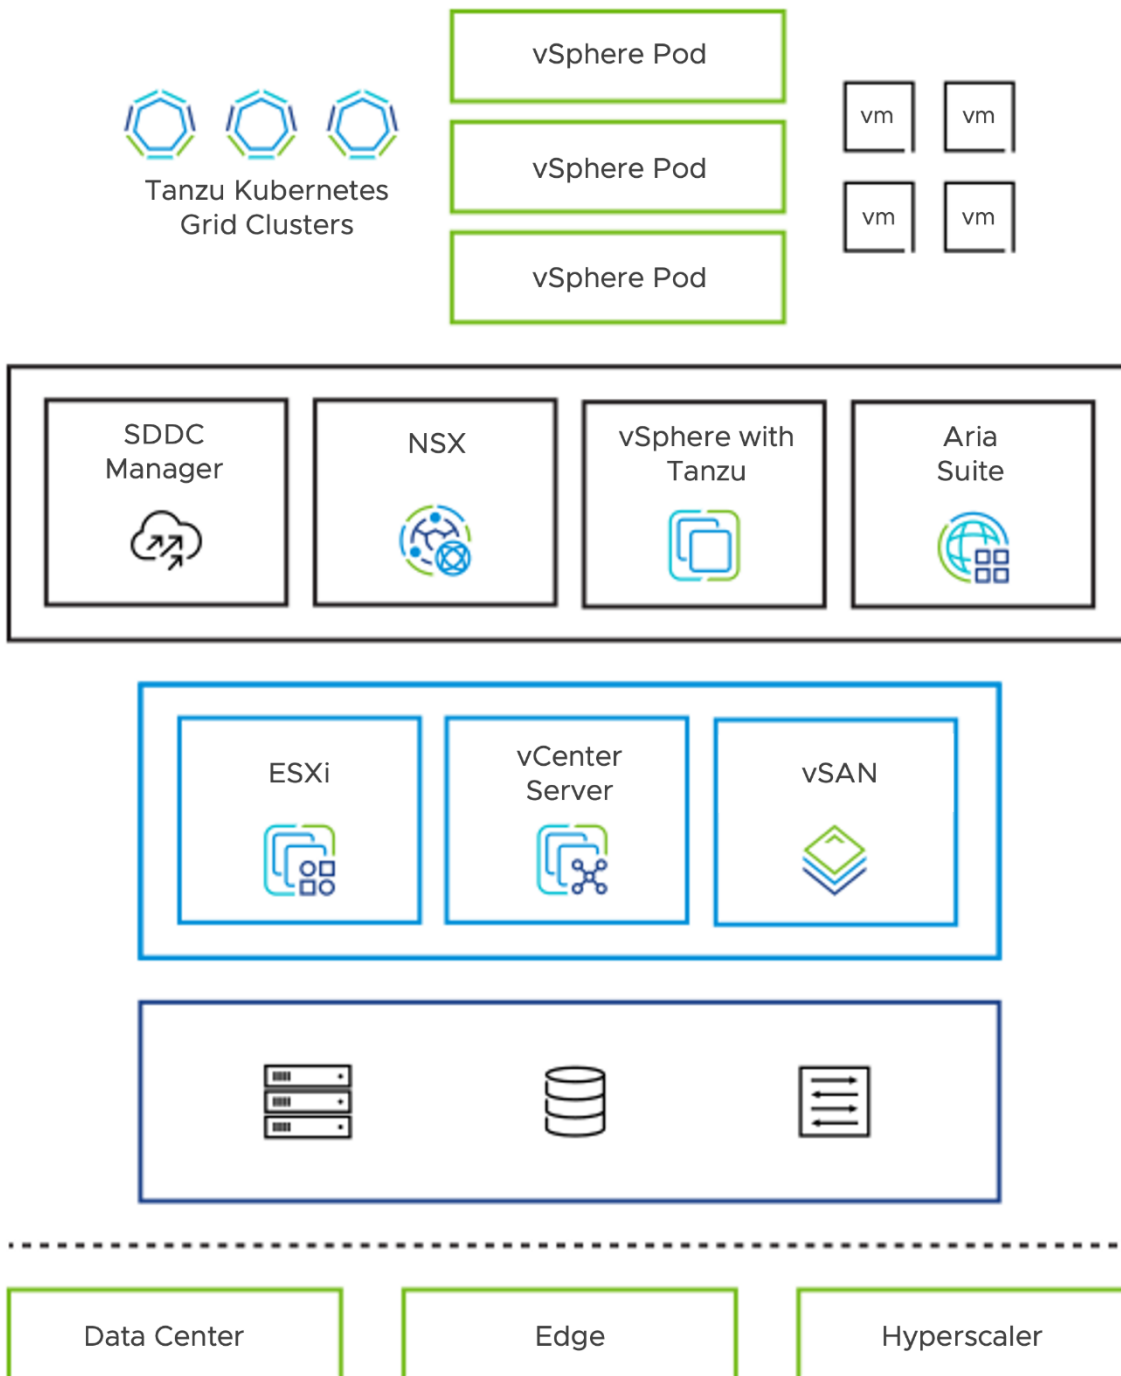 vSphere Pod
vSphere Pod
vSphere Pod
Tanzu Kubernetes
Grid Clusters
vm
vm
vm
vm
SDDC
Manager
NSX
vSphere with
Tanzu
Aria
Suite
ESXi
vCenter
Server
vSAN
Data Center
Edge
Hyperscaler